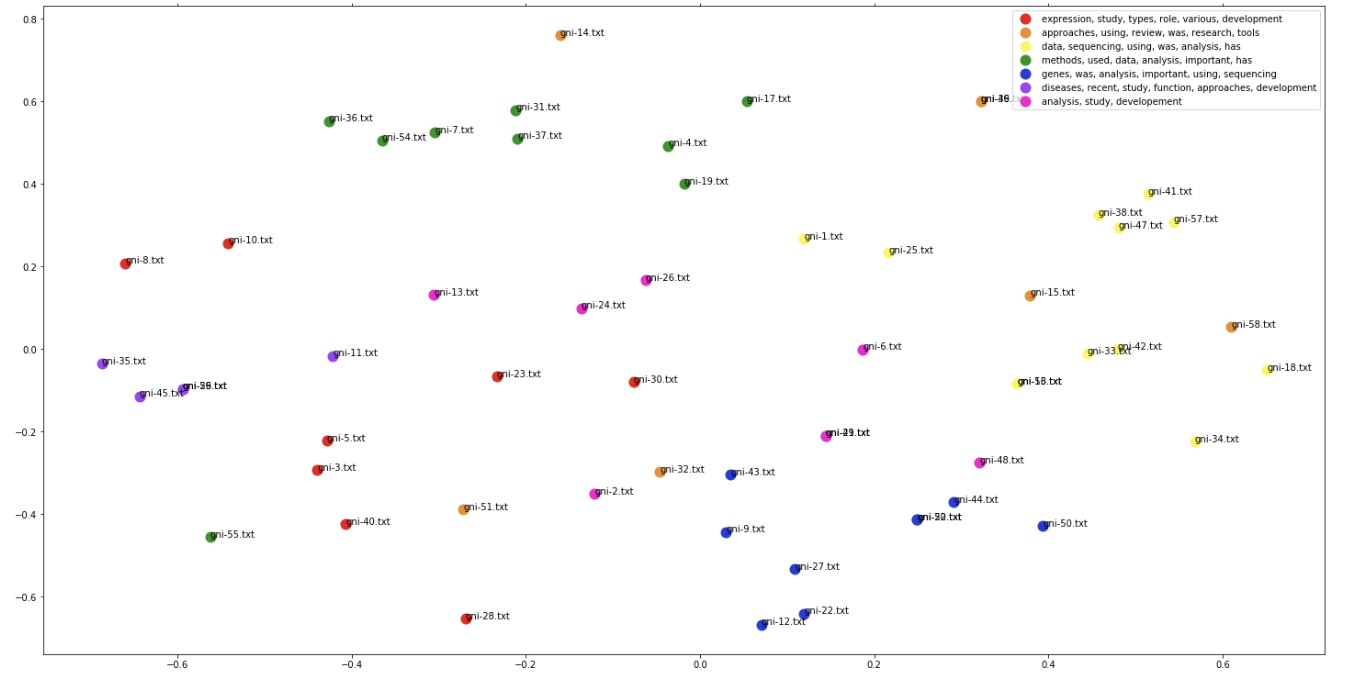 0.8
0.6
0.4
0.2
0.0
−0.2
−0.4
−0.6
−0.6
−0.4
−0.2
0.0
0.2
0.4
0.6
expression, study, types, role, various, development
approaches, using, review, was, research, tools
data, sequencing, using, was, analysis, has
methods, used, data, analysis, important, has
genes, was, analysis, important, using, sequencing
diseases, recent, study, function, approaches, development
analysis, study, developement
gni-14.txt
gni-17.txt
gni-31.txt
gni-36.txt
gni-7.txt
gni-54.txt
gni-37.txt
gni-4.txt
gni-19.txt
gni-41.txt
gni-38.txt
gni-57.txt
gni-47.txt
gni-10.txt
gni-1.txt
gni-25.txt
gni-8.txt
gni-26.txt
gni-13.txt
gni-15.txt
gni-24.txt
gni-58.txt
gni-6.txt
gni-42.txt
gni-33.txt
gni-11.txt
gni-35.txt
gni-18.txt
gni-23.txt
gni-30.txt
gni-45.txt
gni-5.txt
gni-34.txt
gni-48.txt
gni-3.txt
gni-32.txt
gni-43.txt
gni-2.txt
gni-44.txt
gni-51.txt
gni-40.txt
gni-50.txt
gni-9.txt
gni-55.txt
gni-27.txt
gni-22.txt
gni-28.txt
gni-12.txt